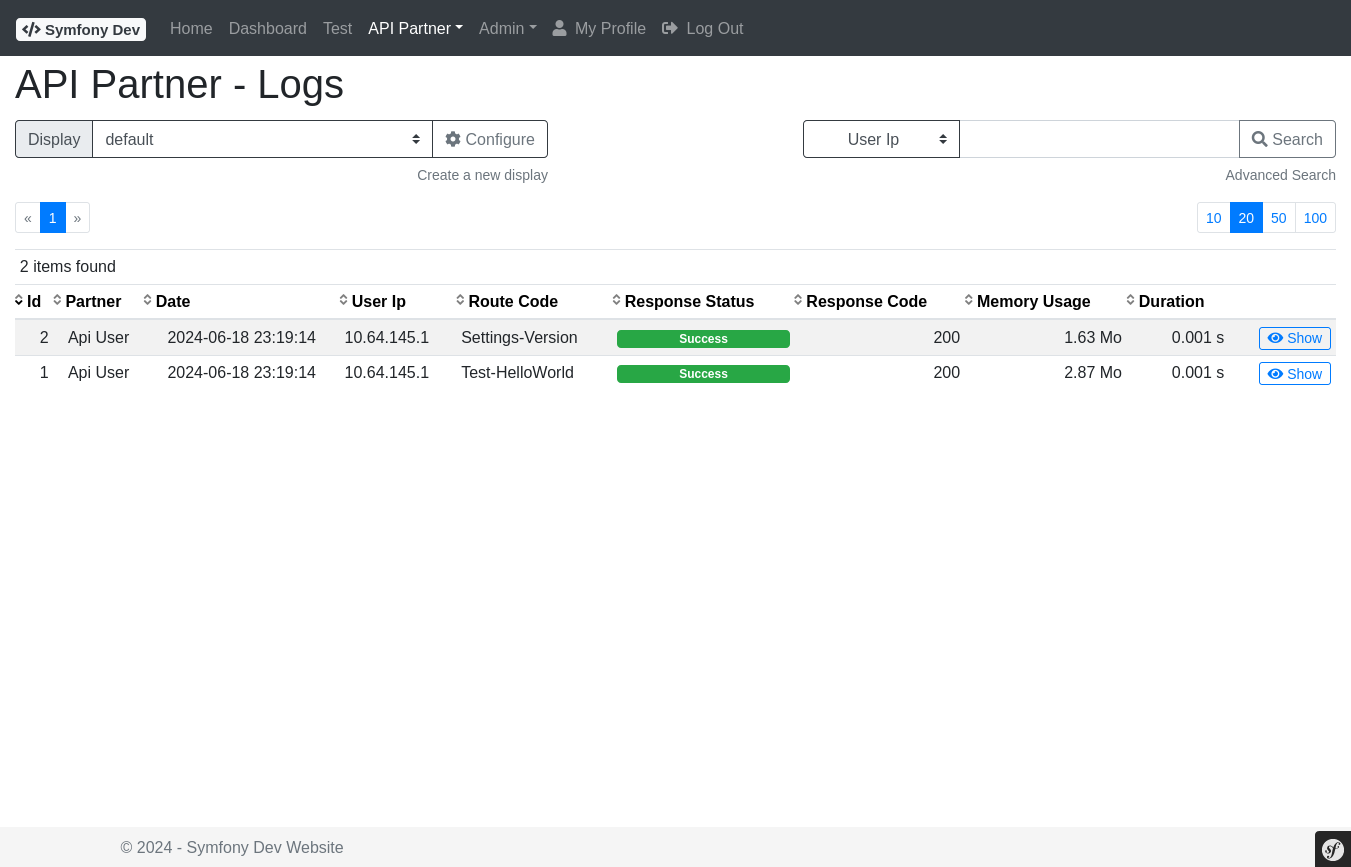 Symfony Dev Home Dashboard Test API Partner Admin My Profile Log Out
API Partner - Logs
Display default Configure User Ip Search
Create a new display Advanced Search
« 1 » 10 20 50 100
2 items found
Id Partner Date User Ip Route Code Response Status Response Code Memory Usage Duration
2 Api User 2024-06-18 23:19:14 10.64.145.1 Settings-Version Success 200 1.63 Mo 0.001 s Show
1 Api User 2024-06-18 23:19:14 10.64.145.1 Test-HelloWorld Success 200 2.87 Mo 0.001 s Show
© 2024 - Symfony Dev Website
sf